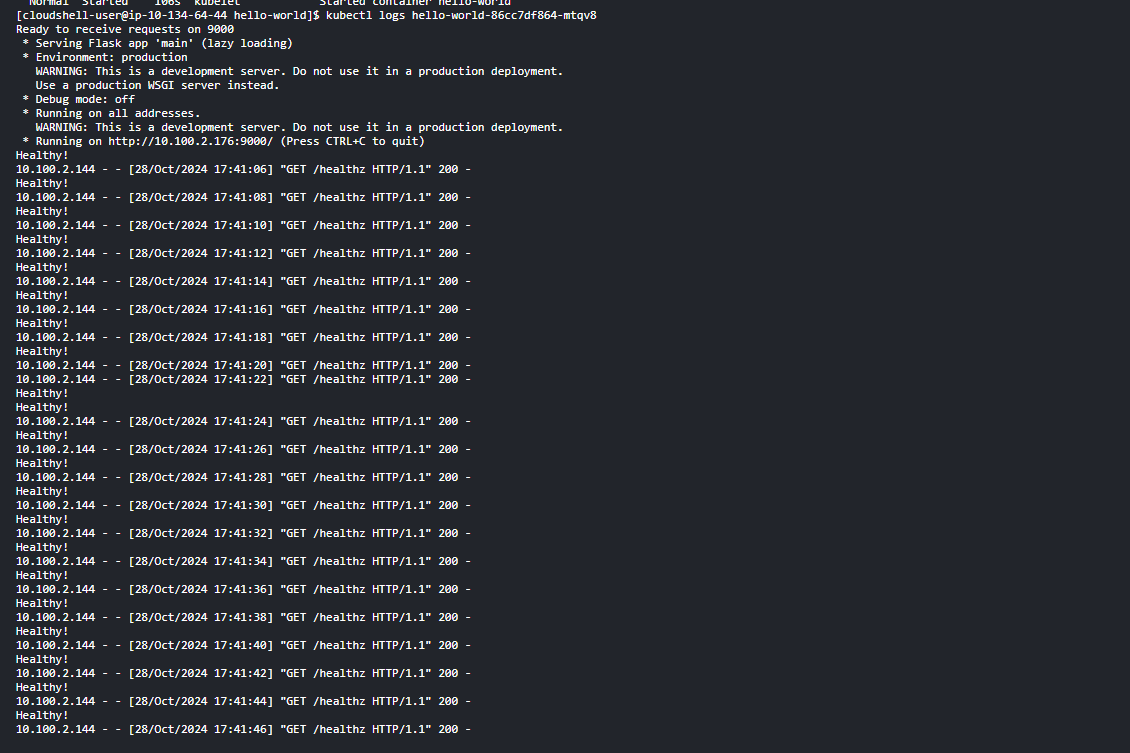 Normal  Started    106s  kubelet            Started container hello-world
[cloudshell-user@ip-10-134-64-44 hello-world]$ kubectl logs hello-world-86cc7df864-mtqv8
Ready to receive requests on 9000
 * Serving Flask app 'main' (lazy loading)
 * Environment: production
   WARNING: This is a development server. Do not use it in a production deployment.
   Use a production WSGI server instead.
 * Debug mode: off
 * Running on all addresses.
   WARNING: This is a development server. Do not use it in a production deployment.
 * Running on http://10.100.2.176:9000/ (Press CTRL+C to quit)
Healthy!
10.100.2.144 - - [28/Oct/2024 17:41:06] "GET /healthz HTTP/1.1" 200 -
Healthy!
10.100.2.144 - - [28/Oct/2024 17:41:08] "GET /healthz HTTP/1.1" 200 -
Healthy!
10.100.2.144 - - [28/Oct/2024 17:41:10] "GET /healthz HTTP/1.1" 200 -
Healthy!
10.100.2.144 - - [28/Oct/2024 17:41:12] "GET /healthz HTTP/1.1" 200 -
Healthy!
10.100.2.144 - - [28/Oct/2024 17:41:14] "GET /healthz HTTP/1.1" 200 -
Healthy!
10.100.2.144 - - [28/Oct/2024 17:41:16] "GET /healthz HTTP/1.1" 200 -
Healthy!
10.100.2.144 - - [28/Oct/2024 17:41:18] "GET /healthz HTTP/1.1" 200 -
Healthy!
10.100.2.144 - - [28/Oct/2024 17:41:20] "GET /healthz HTTP/1.1" 200 -
10.100.2.144 - - [28/Oct/2024 17:41:22] "GET /healthz HTTP/1.1" 200 -
Healthy!
Healthy!
10.100.2.144 - - [28/Oct/2024 17:41:24] "GET /healthz HTTP/1.1" 200 -
Healthy!
10.100.2.144 - - [28/Oct/2024 17:41:26] "GET /healthz HTTP/1.1" 200 -
Healthy!
10.100.2.144 - - [28/Oct/2024 17:41:28] "GET /healthz HTTP/1.1" 200 -
Healthy!
10.100.2.144 - - [28/Oct/2024 17:41:30] "GET /healthz HTTP/1.1" 200 -
Healthy!
10.100.2.144 - - [28/Oct/2024 17:41:32] "GET /healthz HTTP/1.1" 200 -
Healthy!
10.100.2.144 - - [28/Oct/2024 17:41:34] "GET /healthz HTTP/1.1" 200 -
Healthy!
10.100.2.144 - - [28/Oct/2024 17:41:36] "GET /healthz HTTP/1.1" 200 -
Healthy!
10.100.2.144 - - [28/Oct/2024 17:41:38] "GET /healthz HTTP/1.1" 200 -
Healthy!
10.100.2.144 - - [28/Oct/2024 17:41:40] "GET /healthz HTTP/1.1" 200 -
Healthy!
10.100.2.144 - - [28/Oct/2024 17:41:42] "GET /healthz HTTP/1.1" 200 -
Healthy!
10.100.2.144 - - [28/Oct/2024 17:41:44] "GET /healthz HTTP/1.1" 200 -
Healthy!
10.100.2.144 - - [28/Oct/2024 17:41:46] "GET /healthz HTTP/1.1" 200 -